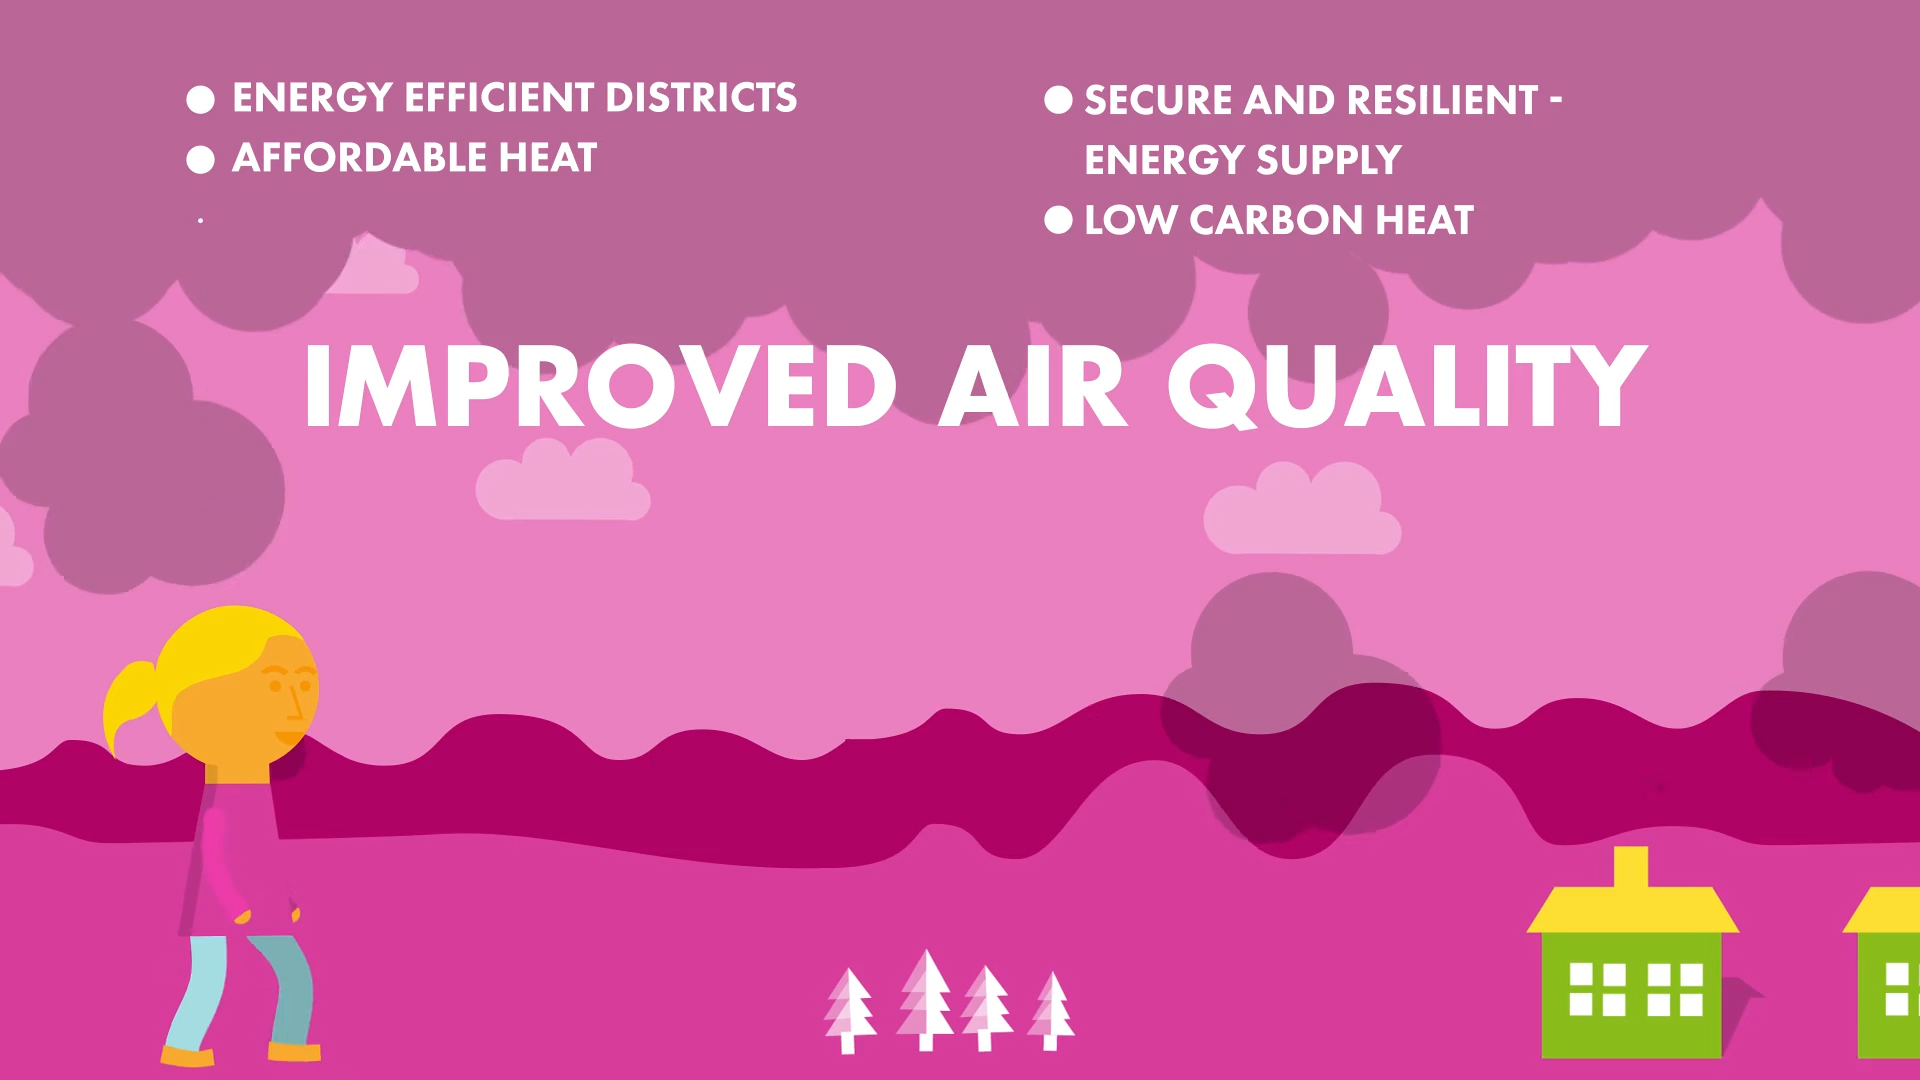 ● ENERGY EFFICIENT DISTRICTS
● AFFORDABLE HEAT
● SECURE AND RESILIENT -
ENERGY SUPPLY
● LOW CARBON HEAT
IMPROVED AIR QUALITY